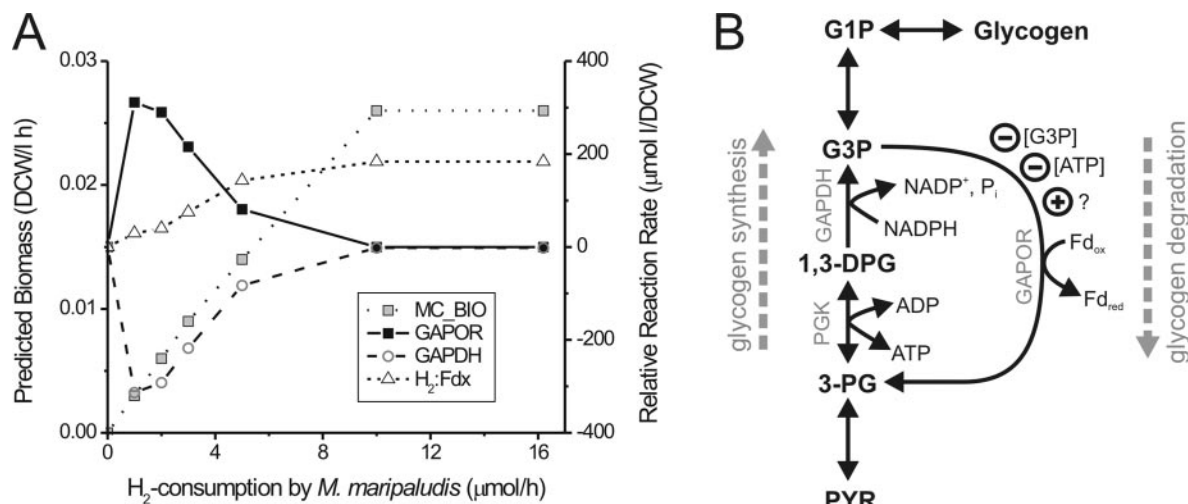 A
0.03
0.02
0.01
0.00
Predicted Biomass (DCW/l h)
400
200
0
-200
-400
Relative Reaction Rate (μmol l/DCW)
MC_BIO
GAPOR
GAPDH
H₂:Fdx
0 4 8 12 16
H₂-consumption by M. maripaludis (μmol/h)
B
G1P
Glycogen
G3P
[G3P]
[ATP]
?
glycogen synthesis
GAPDH
NADP⁺, Pᵢ
NADPH
1,3-DPG
GAPOR
Fdₒₓ
Fd_red
glycogen degradation
PGK
ADP
ATP
3-PG
PYR